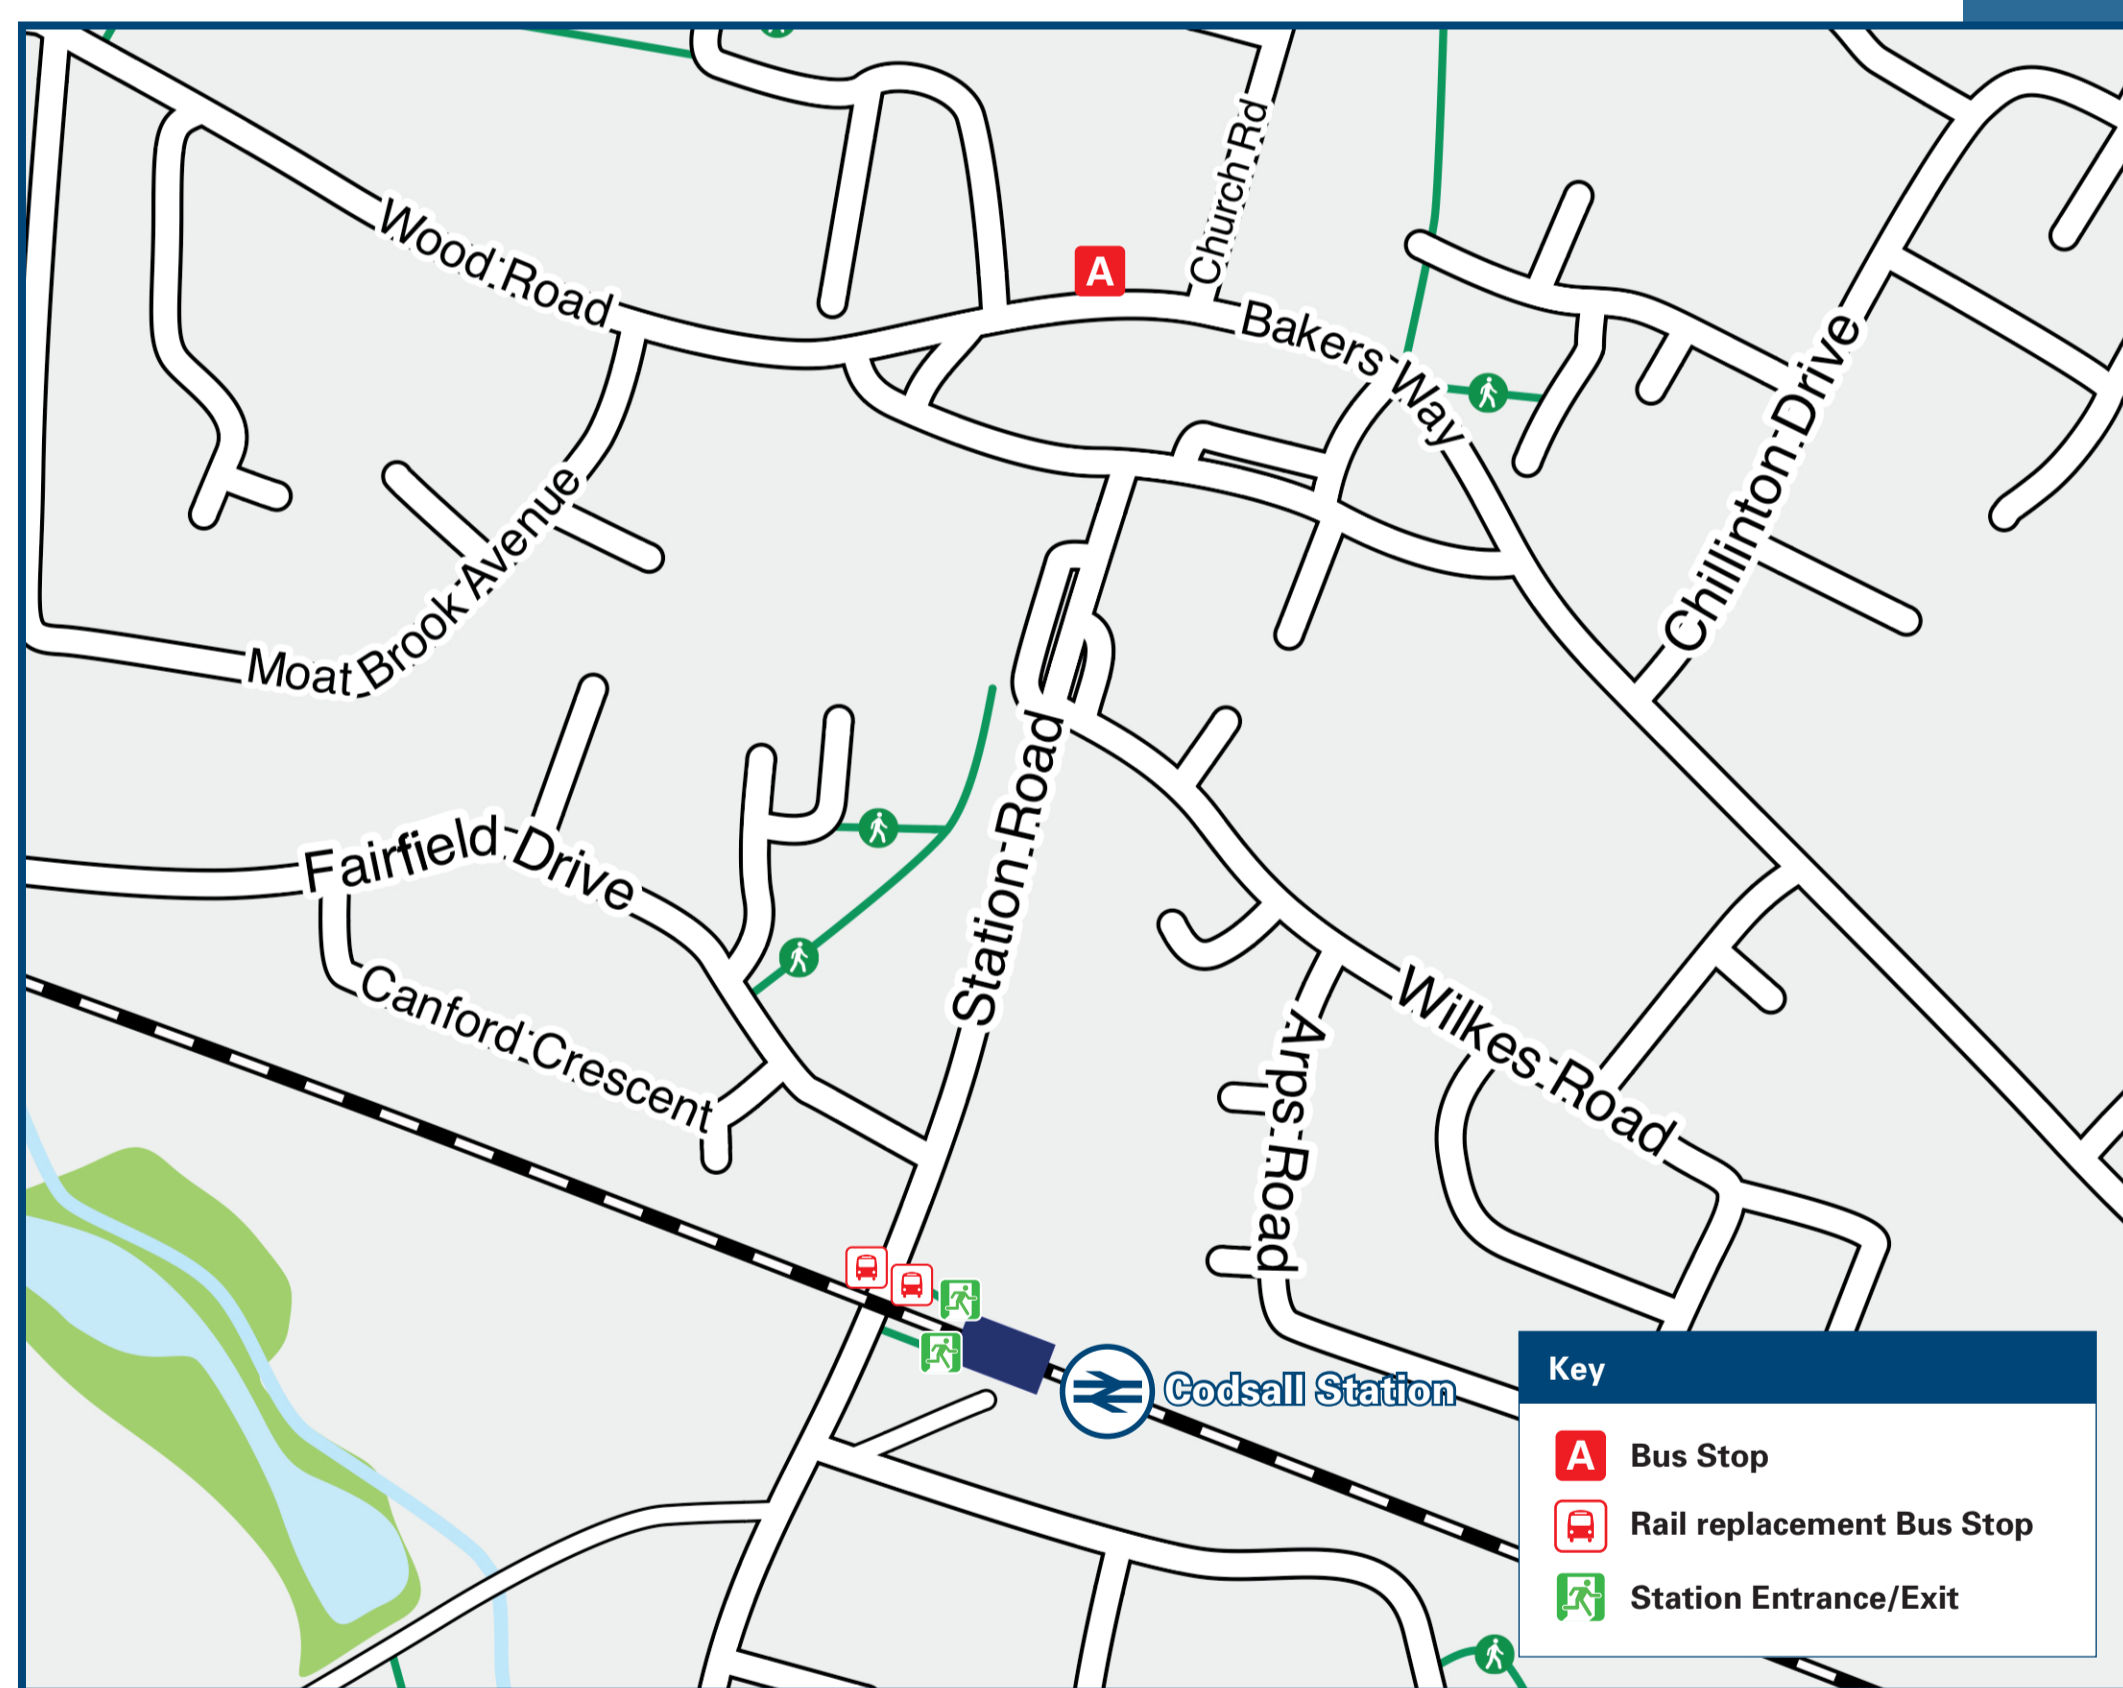 Church Rd
Wood Road
A
Bakers Way
Chillinton Drive
Moat Brook Avenue
Station Road
Fairfield Drive
Canford Crescent
Wilkes Road
Arps Road
Codsall Station
Key
A Bus Stop
Rail replacement Bus Stop
Station Entrance/Exit